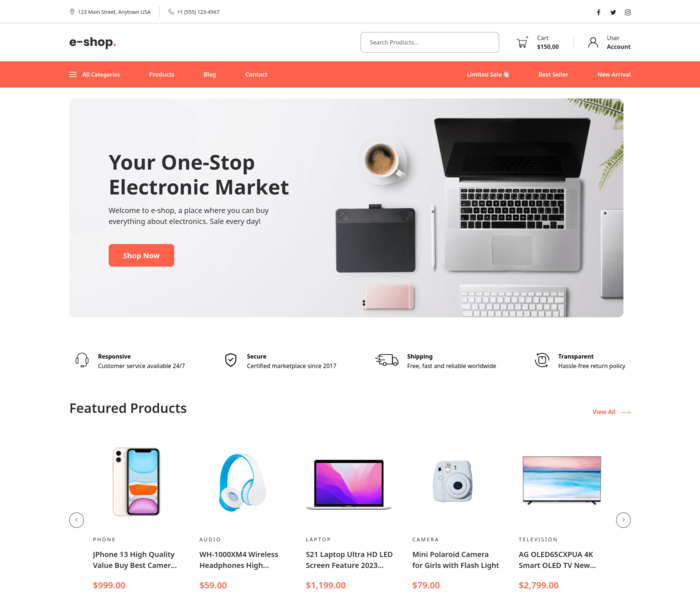 123 Main Street, Anytown USA
+1 (555) 123-4567
e-shop.
Search Products...
Cart
$150,00
User
Account
All Categories
Products
Blog
Contact
Limited Sale 👋
Best Seller
New Arrival
Your One-Stop
Electronic Market
Welcome to e-shop, a place where you can buy
everything about electronics. Sale every day!
Shop Now
Responsive
Customer service available 24/7
Secure
Certified marketplace since 2017
Shipping
Free, fast and reliable worldwide
Transparent
Hassle-free return policy
Featured Products
View All
PHONE
JPhone 13 High Quality
Value Buy Best Camer...
$999.00
AUDIO
WH-1000XM4 Wireless
Headphones High...
$59.00
LAPTOP
S21 Laptop Ultra HD LED
Screen Feature 2023...
$1,199.00
CAMERA
Mini Polaroid Camera
for Girls with Flash Light
$79.00
TELEVISION
AG OLED65CXPUA 4K
Smart OLED TV New...
$2,799.00